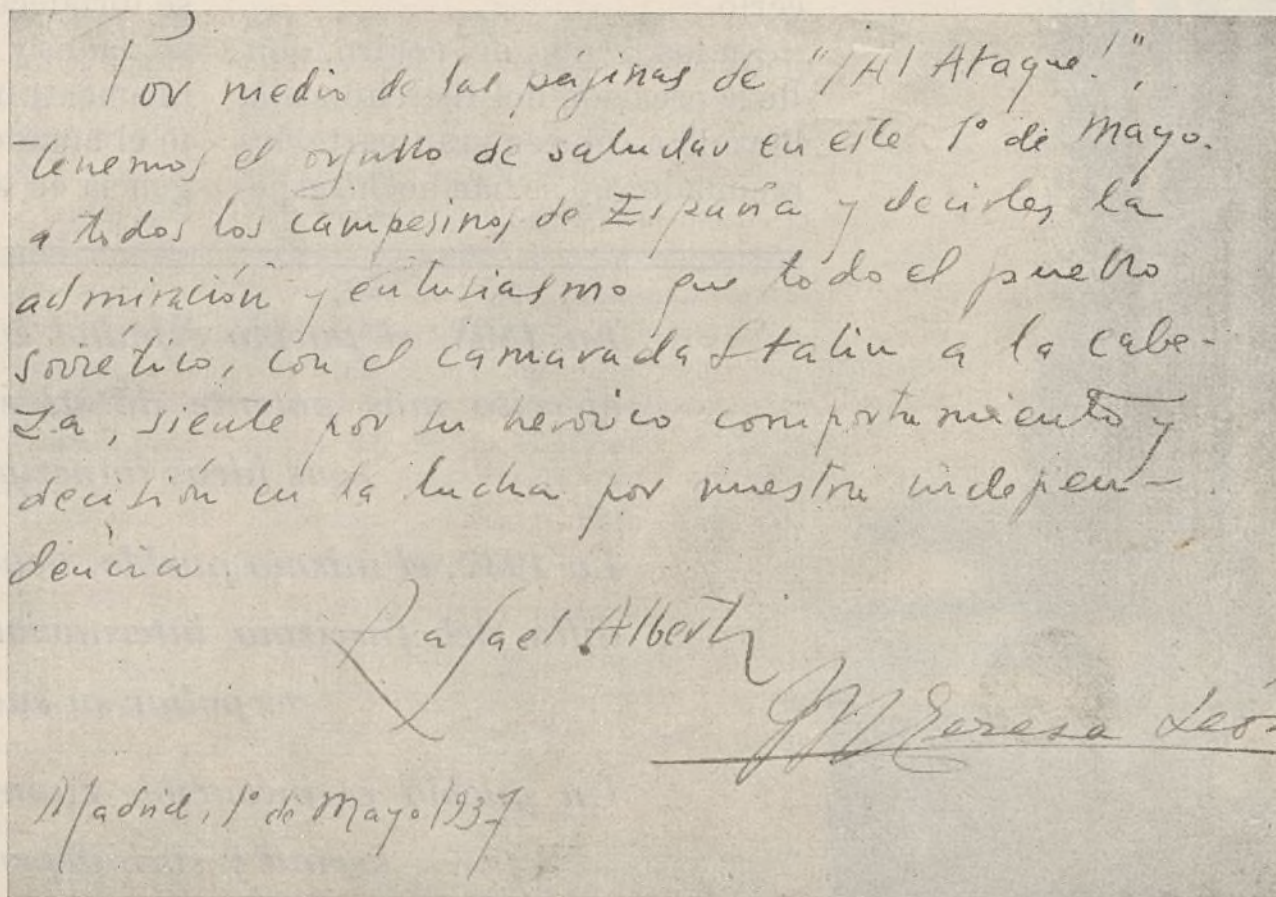 Por medio de las páginas de "¡Al Ataque!",
tenemos el orgullo de saludar en este 1º de Mayo.
a todos los campesinos de España y decirles la
admiración y entusiasmo que todo el pueblo
soviético, con el camarada Stalin a la cabe-
za, siente por su heroico comportamiento y
decisión en la lucha por nuestra indepen-
dencia.
Rafael Alberti
Mª Teresa León
Madrid, 1º de Mayo 1937